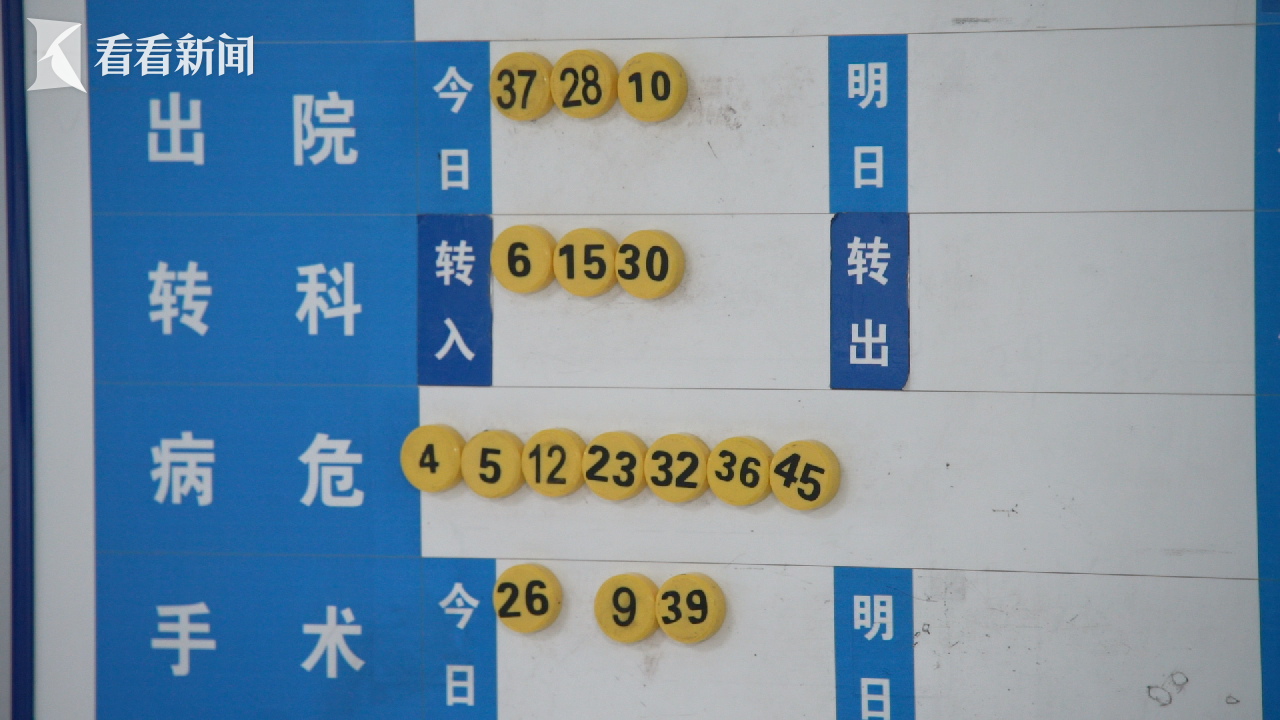 看看新闻
出院 今日 37 28 10 明日
转科 转入 6 15 30 转出
病危 4 5 12 23 32 36 45
手术 今日 26 9 39 明日